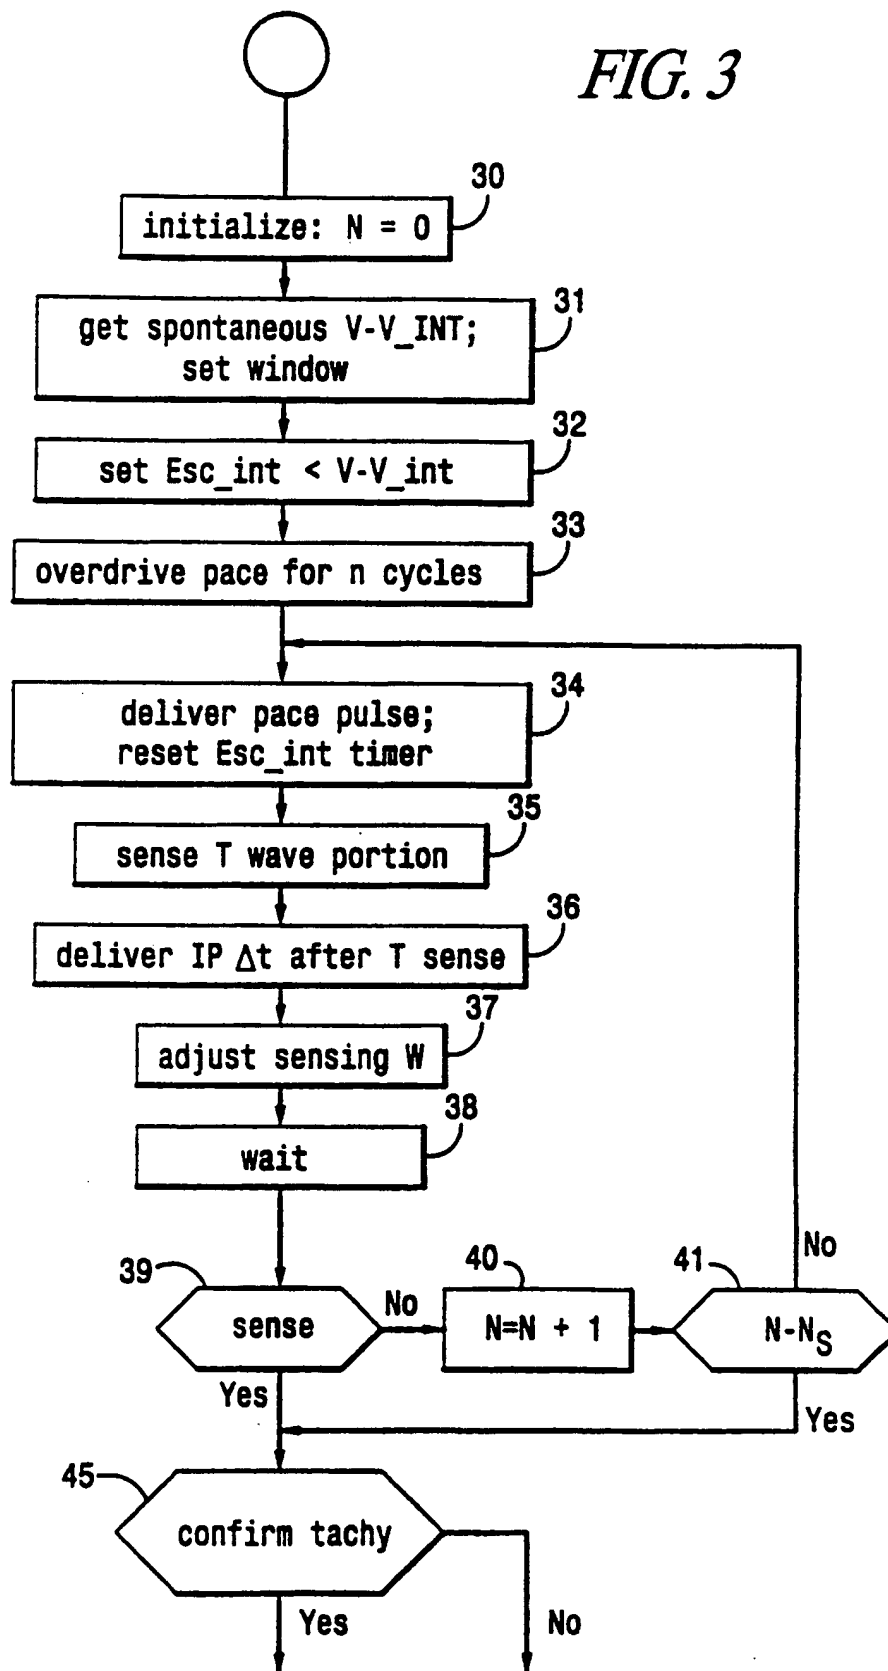 FIG. 3
30
initialize: N = 0
31
get spontaneous V-V_INT;
set window
32
set Esc_int < V-V_int
33
overdrive pace for n cycles
34
deliver pace pulse;
reset Esc_int timer
35
sense T wave portion
36
deliver IP Δt after T sense
37
adjust sensing W
38
wait
39
sense
No
40
N=N + 1
41
N-NS
No
Yes
Yes
45
confirm tachy
Yes
No